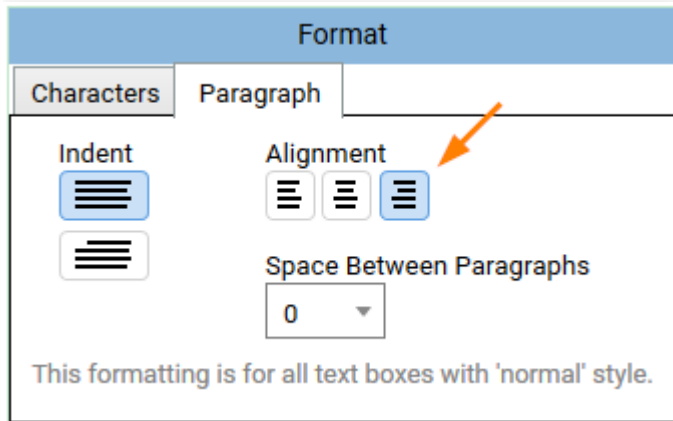 Format
Characters Paragraph
Indent Alignment
Space Between Paragraphs
0
This formatting is for all text boxes with 'normal' style.